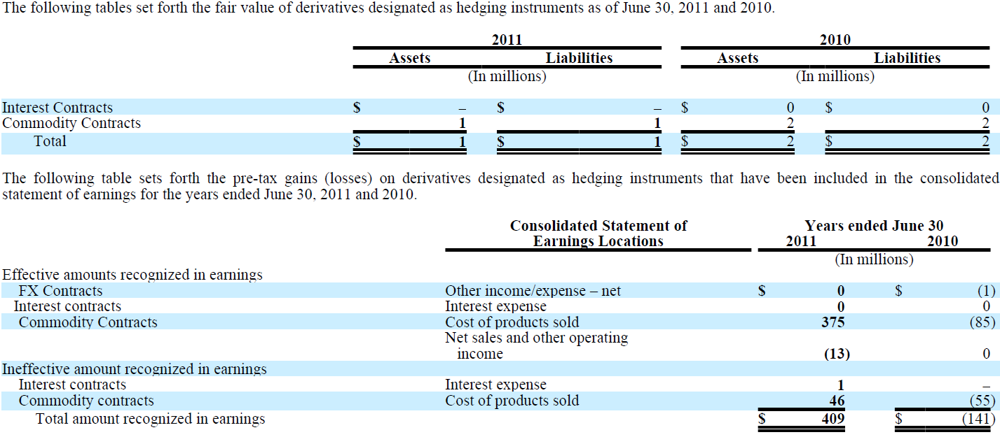 The following tables set forth the fair value of derivatives designated as hedging instruments as of June 30, 2011 and 2010.
2011 2010
Assets Liabilities Assets Liabilities
(In millions) (In millions)
Interest Contracts $ – $ – $ 0 $ 0
Commodity Contracts 1 1 2 2
Total $ 1 $ 1 $ 2 $ 2
The following table sets forth the pre-tax gains (losses) on derivatives designated as hedging instruments that have been included in the consolidated
statement of earnings for the years ended June 30, 2011 and 2010.
Consolidated Statement of Years ended June 30
Earnings Locations 2011 2010
(In millions)
Effective amounts recognized in earnings
FX Contracts Other income/expense – net $ 0 $ (1)
Interest contracts Interest expense 0 0
Commodity Contracts Cost of products sold 375 (85)
Net sales and other operating
income (13) 0
Ineffective amount recognized in earnings
Interest contracts Interest expense 1 –
Commodity contracts Cost of products sold 46 (55)
Total amount recognized in earnings $ 409 $ (141)